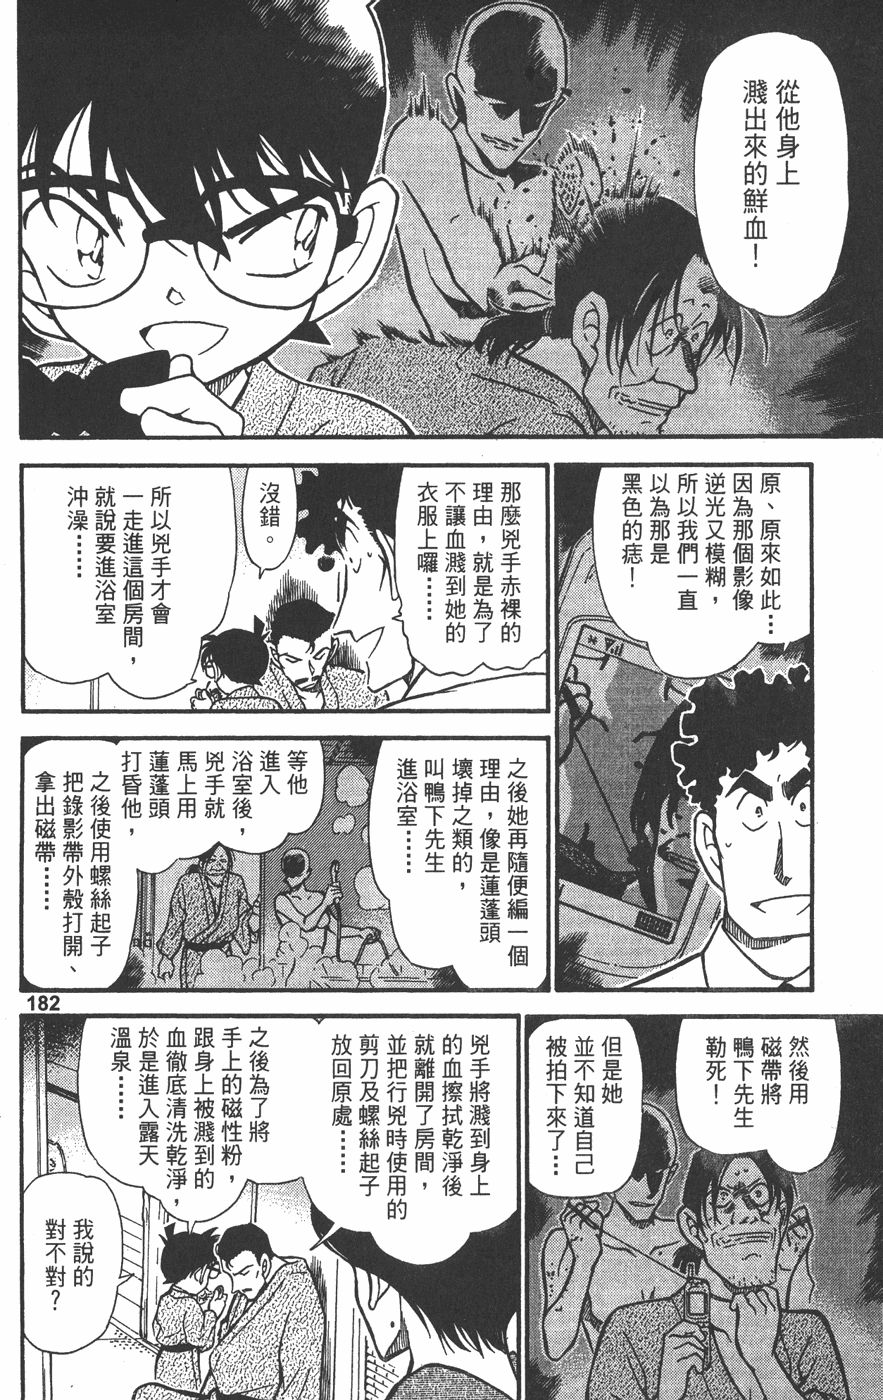 從他身上
濺出來的鮮血！
原、原來如此…
因為那個影像
逆光又模糊，
所以我們一直
以為那是
黑色的痣！
那麼兇手赤裸的
理由，就是為了
不讓血濺到她的
衣服上囉……
沒錯。
所以兇手才會
一走進這個房間，
就說要進浴室
沖澡……
之後她再隨便編一個
理由，像是蓮蓬頭
壞掉之類的，
叫鴨下先生
進浴室……
等他
進入
浴室後，
兇手就
馬上用
蓮蓬頭
打昏他，
之後使用螺絲起子
把錄影帶外殼打開、
拿出磁帶……
182
然後用
磁帶將
鴨下先生
勒死！
但是她
並不知道自己
被拍下來了…
兇手將濺到身上
的血擦拭乾淨後
就離開了房間，
並把行兇時使用的
剪刀及螺絲起子
放回原處……
之後為了將
手上的磁性粉，
跟身上被濺到的
血徹底清洗乾淨，
於是進入露天
溫泉……
我說的
對不對？